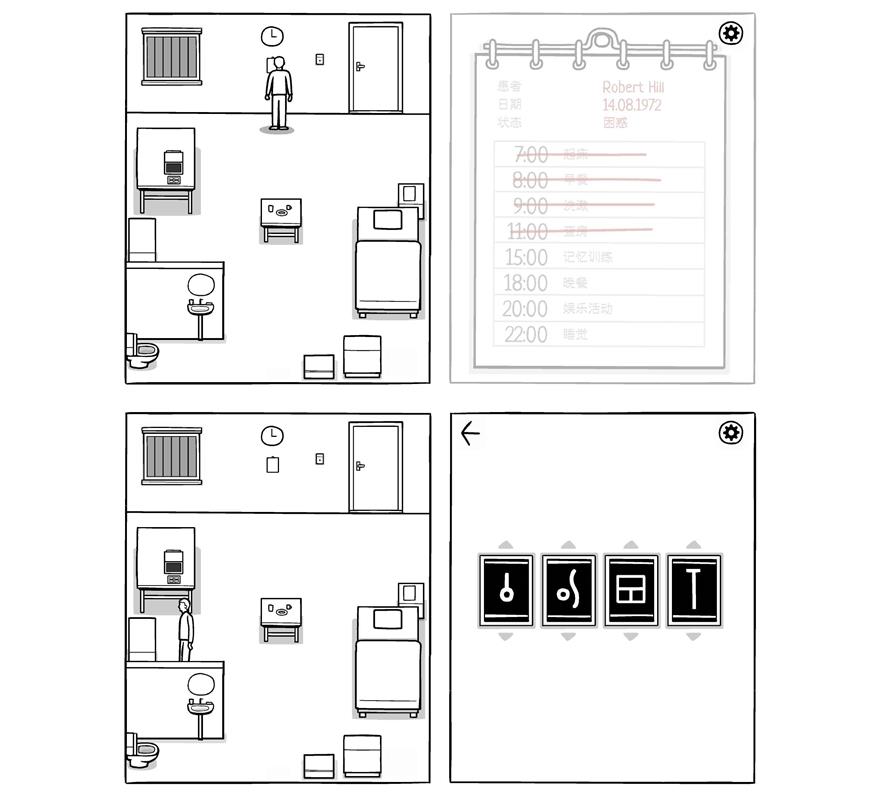 患者 Robert Hill
日期 14.08.1972
状态 困惑
7:00 起床
8:00 早餐
9:00 洗漱
11:00 查房
15:00 记忆训练
18:00 晚餐
20:00 娱乐活动
22:00 睡觉